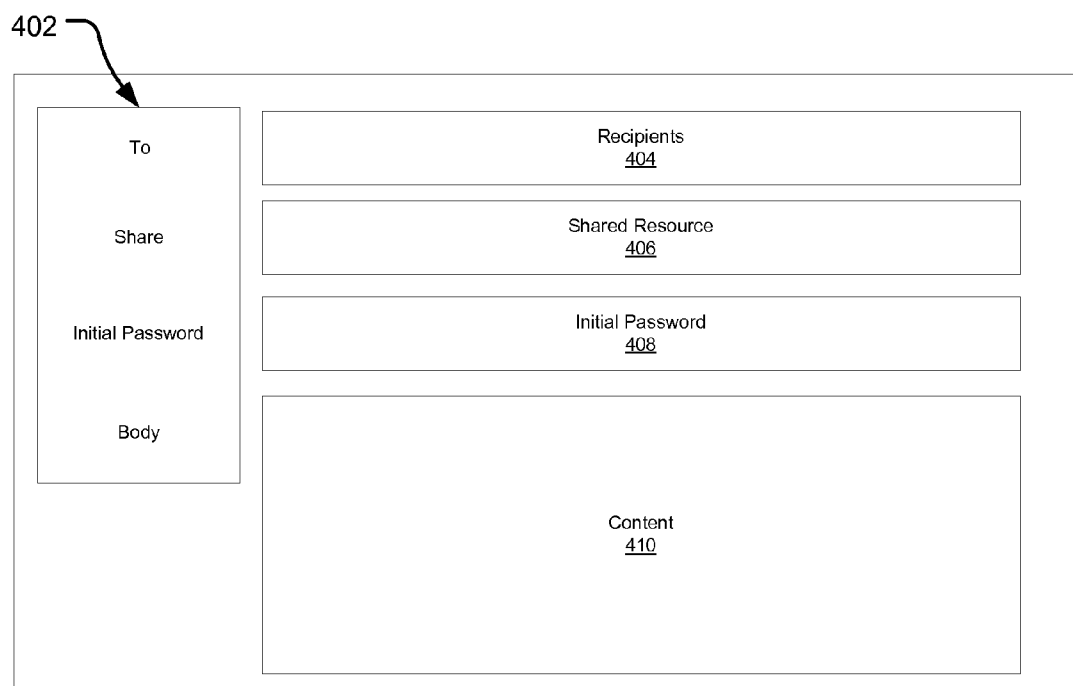 402
To
Recipients
404
Share
Shared Resource
406
Initial Password
Initial Password
408
Body
Content
410